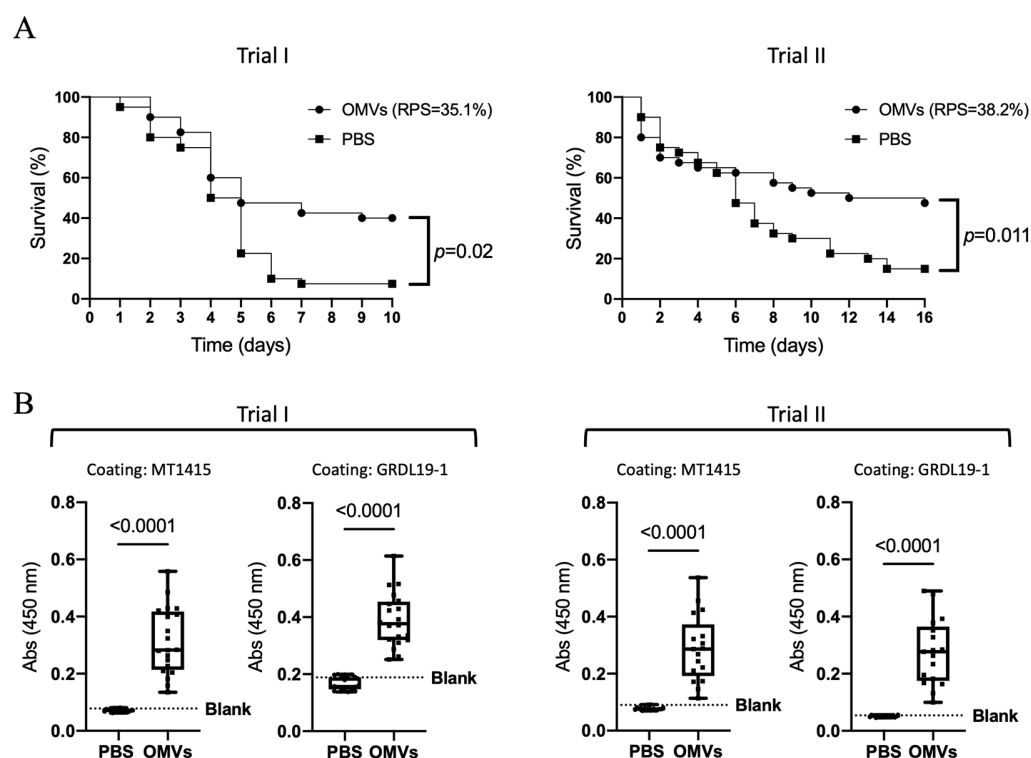 A
Trial I
Trial II
100
80
60
40
20
0
Survival (%)
OMVs (RPS=35.1%)
PBS
p=0.02
0 1 2 3 4 5 6 7 8 9 10
Time (days)
100
80
60
40
20
0
Survival (%)
OMVs (RPS=38.2%)
PBS
p=0.011
0 2 4 6 8 10 12 14 16
Time (days)
B
Trial I
Trial II
Coating: MT1415
0.8
0.6
0.4
0.2
0.0
Abs (450 nm)
<0.0001
Blank
PBS OMVs
Coating: GRDL19-1
0.8
0.6
0.4
0.2
0.0
Abs (450 nm)
<0.0001
Blank
PBS OMVs
Coating: MT1415
0.8
0.6
0.4
0.2
0.0
Abs (450 nm)
<0.0001
Blank
PBS OMVs
Coating: GRDL19-1
0.8
0.6
0.4
0.2
0.0
Abs (450 nm)
<0.0001
Blank
PBS OMVs